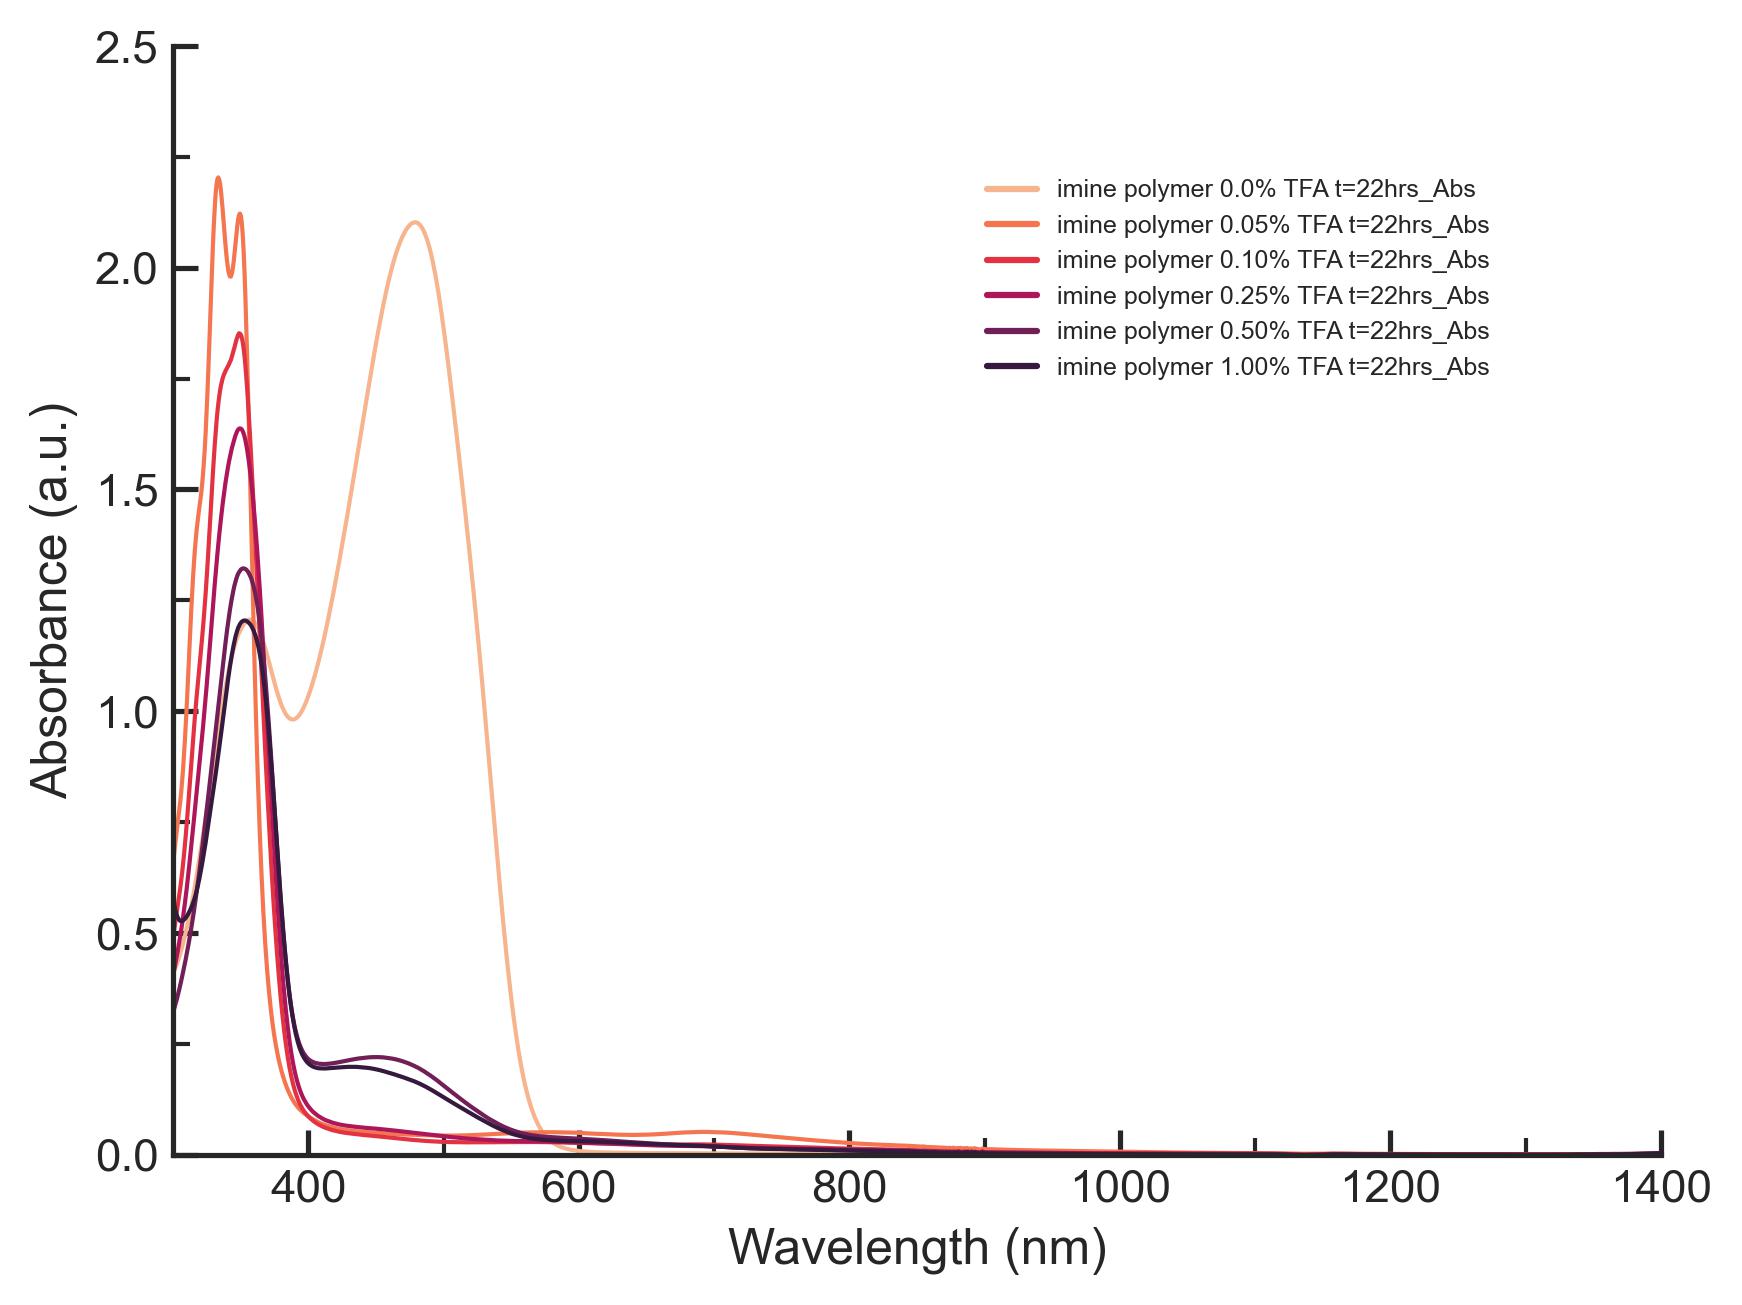 2.5
2.0
1.5
1.0
0.5
0.0
Absorbance (a.u.)
imine polymer 0.0% TFA t=22hrs_Abs
imine polymer 0.05% TFA t=22hrs_Abs
imine polymer 0.10% TFA t=22hrs_Abs
imine polymer 0.25% TFA t=22hrs_Abs
imine polymer 0.50% TFA t=22hrs_Abs
imine polymer 1.00% TFA t=22hrs_Abs
400 600 800 1000 1200 1400
Wavelength (nm)